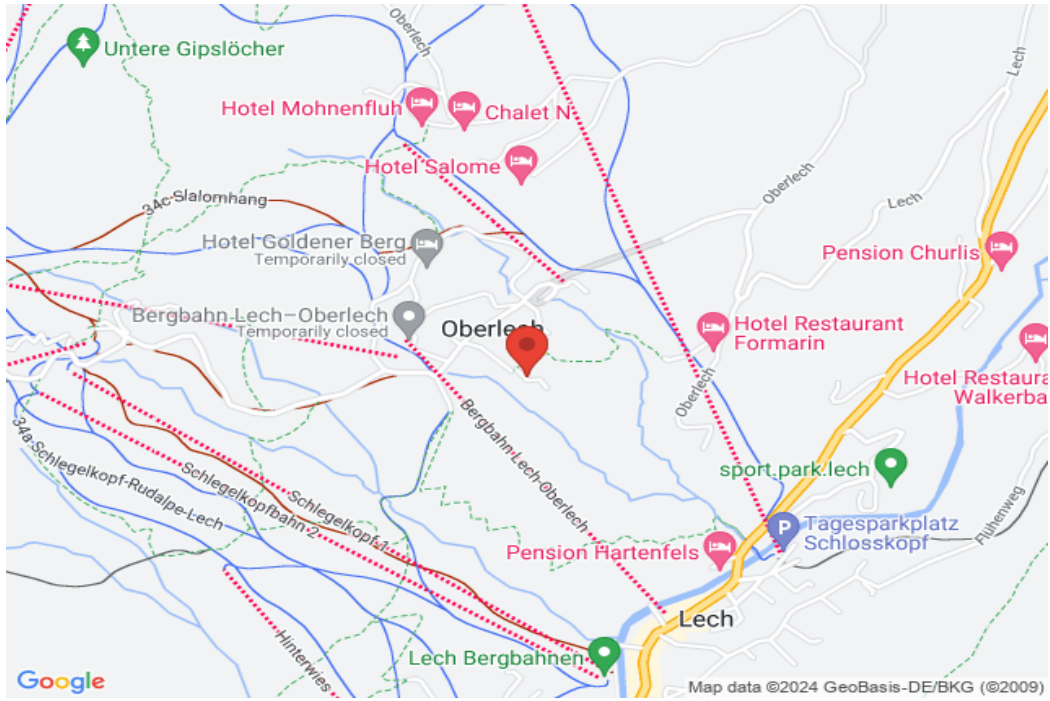 Lech
Oberlech
Untere Gipslöcher
Hotel Mohnenfluh
Chalet N
Hotel Salome
Oberlech
Lech
34c Slalomhang
Hotel Goldener Berg
Temporarily closed
Pension Churlis
Bergbahn Lech–Oberlech
Temporarily closed
Oberlech
Hotel Restaurant
Formarin
Hotel Restaura
Walkerba
Oberlech
Bergbahn-Lech-Oberlech
34a-Schlegelkopf-Rudalpe-Lech
Schlegelkopfbahn-2
Schlegelkopf-1
sport.park.lech
Flühenweg
Tagesparkplatz
Schlosskopf
Pension Hartenfels
Lech
Hinterwies
Lech Bergbahnen
Google
Map data ©2024 GeoBasis-DE/BKG (©2009)